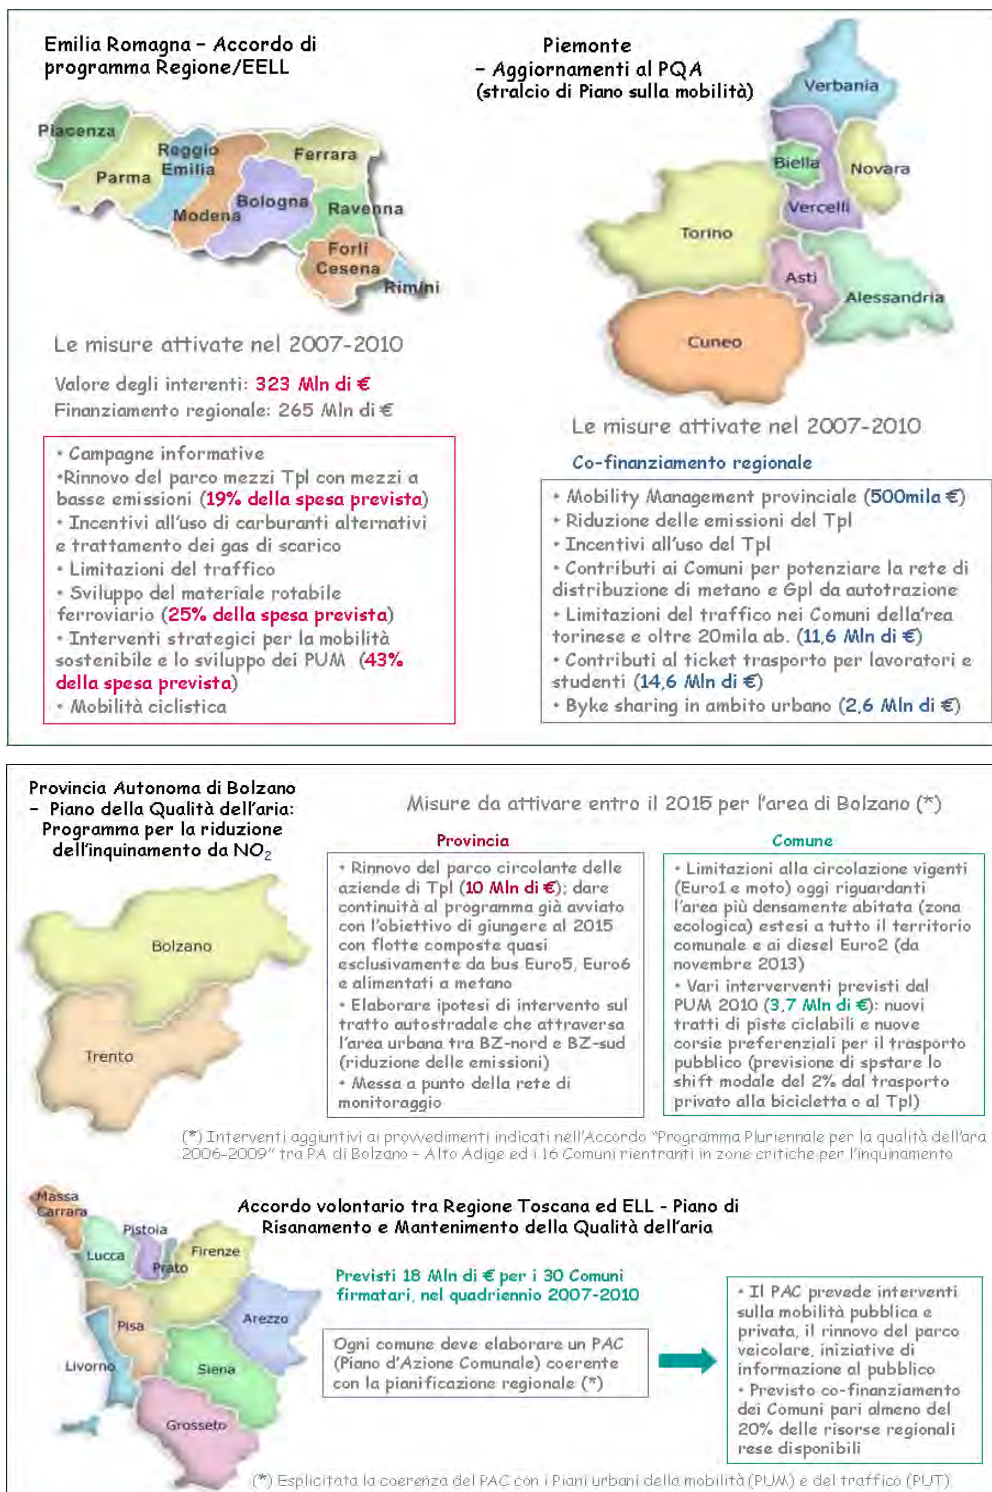 Emilia Romagna – Accordo di
programma Regione/EELL
Piacenza
Parma
Reggio
Emilia
Modena
Bologna
Ferrara
Ravenna
Forli
Cesena
Rimini
Le misure attivate nel 2007-2010
Valore degli interenti: 323 Mln di €
Finanziamento regionale: 265 Mln di €
• Campagne informative
•Rinnovo del parco mezzi Tpl con mezzi a
basse emissioni (19% della spesa prevista)
• Incentivi all'uso di carburanti alternativi
e trattamento dei gas di scarico
• Limitazioni del traffico
• Sviluppo del materiale rotabile
ferroviario (25% della spesa prevista)
• Interventi strategici per la mobilità
sostenibile e lo sviluppo dei PUM (43%
della spesa prevista)
• Mobilità ciclistica
Piemonte
– Aggiornamenti al PQA
(stralcio di Piano sulla mobilità)
Verbania
Biella
Novara
Vercelli
Torino
Asti
Alessandria
Cuneo
Le misure attivate nel 2007-2010
Co-finanziamento regionale
• Mobility Management provinciale (500mila €)
• Riduzione delle emissioni del Tpl
• Incentivi all'uso del Tpl
• Contributi ai Comuni per potenziare la rete di
distribuzione di metano e Gpl da autotrazione
• Limitazioni del traffico nei Comuni della'rea
torinese e oltre 20mila ab. (11,6 Mln di €)
• Contributi al ticket trasporto per lavoratori e
studenti (14,6 Mln di €)
• Byke sharing in ambito urbano (2,6 Mln di €)
Provincia Autonoma di Bolzano
– Piano della Qualità dell'aria:
Programma per la riduzione
dell'inquinamento da NO2
Bolzano
Trento
Misure da attivare entro il 2015 per l'area di Bolzano (*)
Provincia
• Rinnovo del parco circolante delle
aziende di Tpl (10 Mln di €); dare
continuità al programma già avviato
con l'obiettivo di giungere al 2015
con flotte composte quasi
esclusivamente da bus Euro5, Euro6
e alimentati a metano
• Elaborare ipotesi di intervento sul
tratto autostradale che attraversa
l'area urbana tra BZ-nord e BZ-sud
(riduzione delle emissioni)
• Messa a punto della rete di
monitoraggio
Comune
• Limitazioni alla circolazione vigenti
(Euro1 e moto) oggi riguardanti
l'area più densamente abitata (zona
ecologica) estesi a tutto il territorio
comunale e ai diesel Euro2 (da
novembre 2013)
• Vari interverventi previsti dal
PUM 2010 (3,7 Mln di €): nuovi
tratti di piste ciclabili e nuove
corsie preferenziali per il trasporto
pubblico (previsione di spstare lo
shift modale del 2% dal trasporto
privato alla bicicletta o al Tpl)
(*) Interventi aggiuntivi ai provvedimenti indicati nell'Accordo "Programma Pluriennale per la qualità dell'ara
2006-2009" tra PA di Bolzano - Alto Adige ed i 16 Comuni rientranti in zone critiche per l'inquinamento
Accordo volontario tra Regione Toscana ed ELL - Piano di
Risanamento e Mantenimento della Qualità dell'aria
Massa
Carrara
Lucca
Pistoia
Prato
Firenze
Pisa
Arezzo
Livorno
Siena
Grosseto
Previsti 18 Mln di € per i 30 Comuni
firmatari, nel quadriennio 2007-2010
Ogni comune deve elaborare un PAC
(Piano d'Azione Comunale) coerente
con la pianificazione regionale (*)
• Il PAC prevede interventi
sulla mobilità pubblica e
privata, il rinnovo del parco
veicolare, iniziative di
informazione al pubblico
• Previsto co-finanziamento
dei Comuni pari almeno del
20% delle risorse regionali
rese disponibili
(*) Esplicitata la coerenza del PAC con i Piani urbani della mobilità (PUM) e del traffico (PUT)